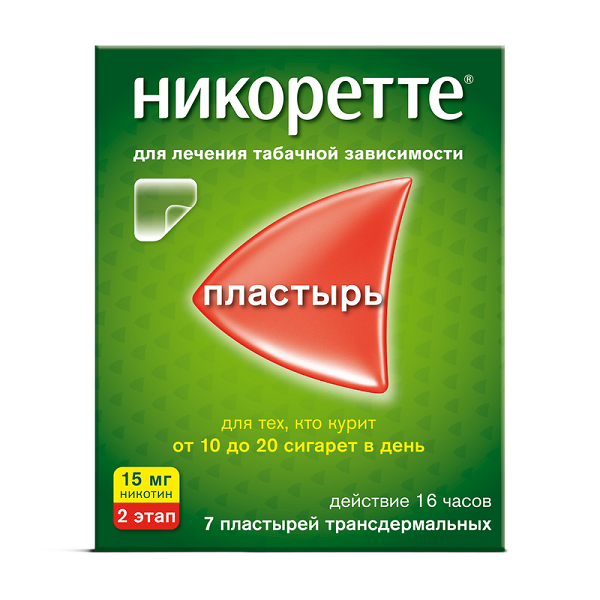 НИКОРЕТТЕ®
для лечения табачной зависимости
пластырь
для тех, кто курит
от 10 до 20 сигарет в день
15 мг
никотин
2 этап
действие 16 часов
7 пластырей трансдермальных